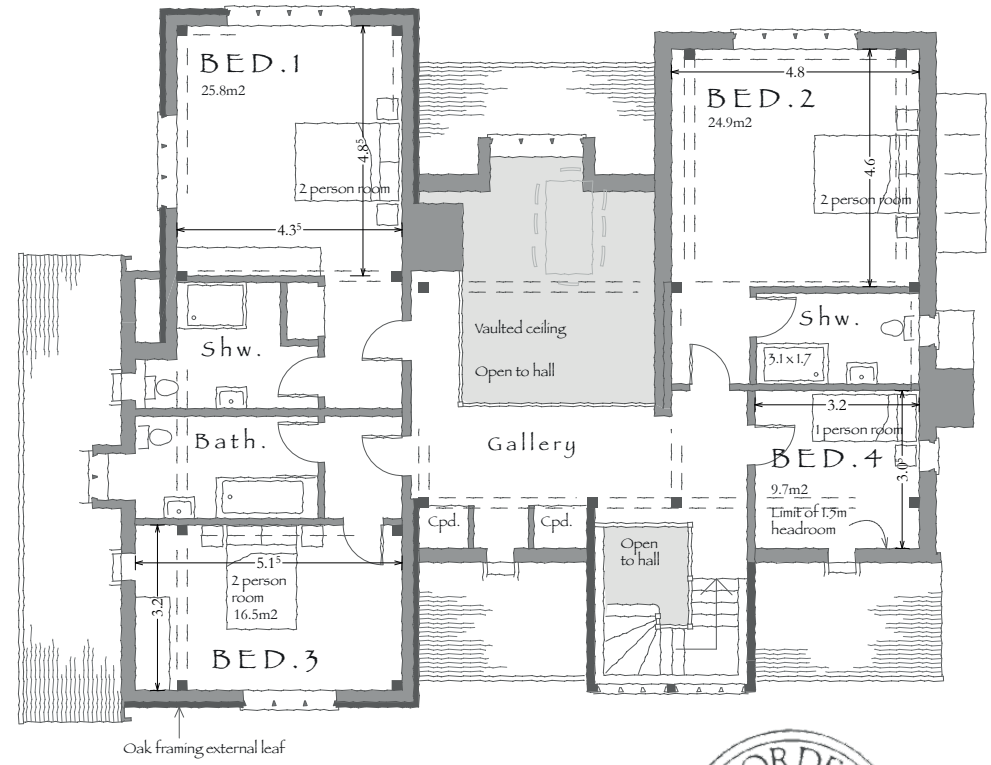 BED.1
25.8m2
4.8⁵
2 person room
4.3⁵
4.8
BED.2
24.9m2
4.6
2 person room
Vaulted ceiling
Open to hall
Shw.
Shw.
3.1 x 1.7
3.2
1 person room
BED.4
3.0⁵
9.7m2
Limit of 1.5m
headroom
Bath.
Gallery
Cpd.
Cpd.
Open
to hall
5.1⁵
3.2
2 person
room
16.5m2
BED.3
Oak framing external leaf